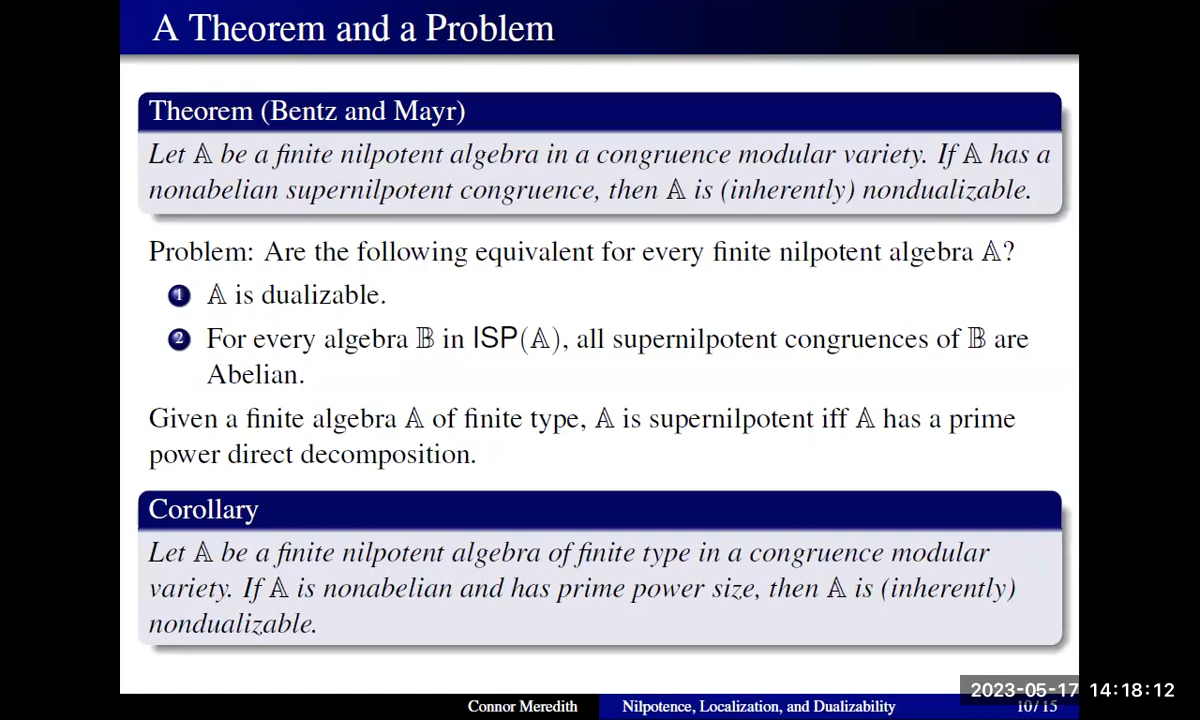 A Theorem and a Problem
Theorem (Bentz and Mayr)
Let 𝔸 be a finite nilpotent algebra in a congruence modular variety. If 𝔸 has a
nonabelian supernilpotent congruence, then 𝔸 is (inherently) nondualizable.
Problem: Are the following equivalent for every finite nilpotent algebra 𝔸?
1 𝔸 is dualizable.
2 For every algebra 𝔹 in ISP(𝔸), all supernilpotent congruences of 𝔹 are
Abelian.
Given a finite algebra 𝔸 of finite type, 𝔸 is supernilpotent iff 𝔸 has a prime
power direct decomposition.
Corollary
Let 𝔸 be a finite nilpotent algebra of finite type in a congruence modular
variety. If 𝔸 is nonabelian and has prime power size, then 𝔸 is (inherently)
nondualizable.
2023-05-17 14:18:12
Connor Meredith Nilpotence, Localization, and Dualizability 10/15